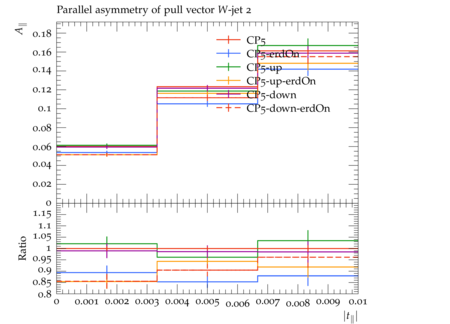 Parallel asymmetry of pull vector W-jet 2
A∥
0.18
0.16
0.14
0.12
0.1
0.08
0.06
0.04
0.02
0
CP5
CP5-erdOn
CP5-up
CP5-up-erdOn
CP5-down
CP5-down-erdOn
Ratio
1.15
1.1
1.05
1
0.95
0.9
0.85
0.8
0 0.001 0.002 0.003 0.004 0.005 0.006 0.007 0.008 0.009 0.01
|t∥|